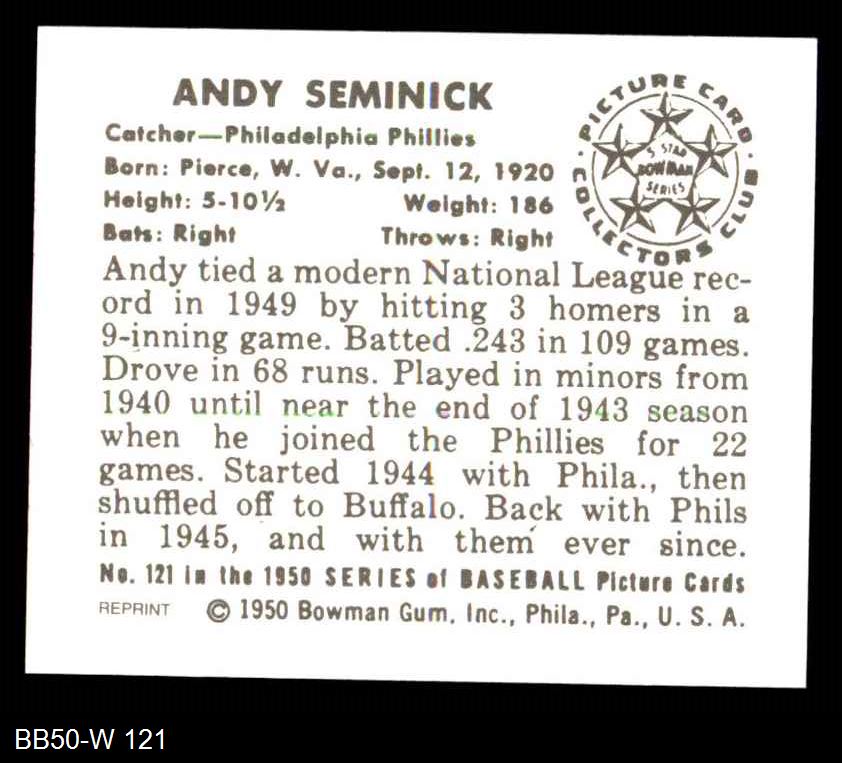 ANDY SEMINICK
Catcher—Philadelphia Phillies
Born: Pierce, W. Va., Sept. 12, 1920
Height: 5-10½ Weight: 186
Bats: Right Throws: Right
PICTURE CARD
COLLECTORS CLUB
5 STAR
BOWMAN
SERIES
Andy tied a modern National League rec-
ord in 1949 by hitting 3 homers in a
9-inning game. Batted .243 in 109 games.
Drove in 68 runs. Played in minors from
1940 until near the end of 1943 season
when he joined the Phillies for 22
games. Started 1944 with Phila., then
shuffled off to Buffalo. Back with Phils
in 1945, and with them ever since.
No. 121 in the 1950 SERIES of BASEBALL Picture Cards
REPRINT © 1950 Bowman Gum, Inc., Phila., Pa., U. S. A.
BB50-W 121